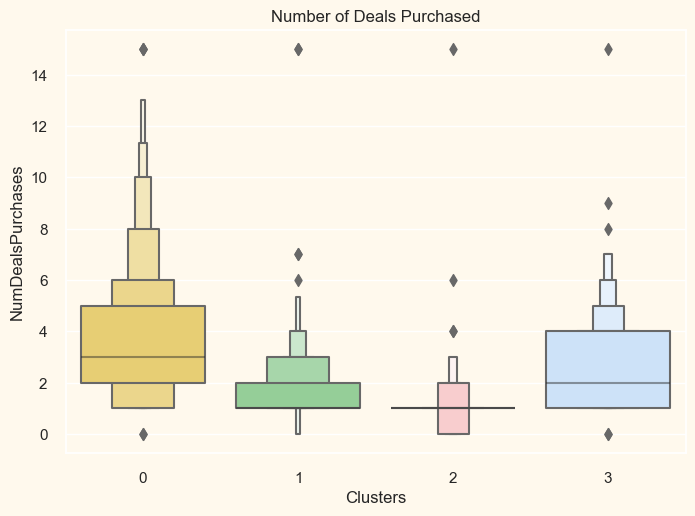 Number of Deals Purchased
NumDealsPurchases
14
12
10
8
6
4
2
0
0 1 2 3
Clusters